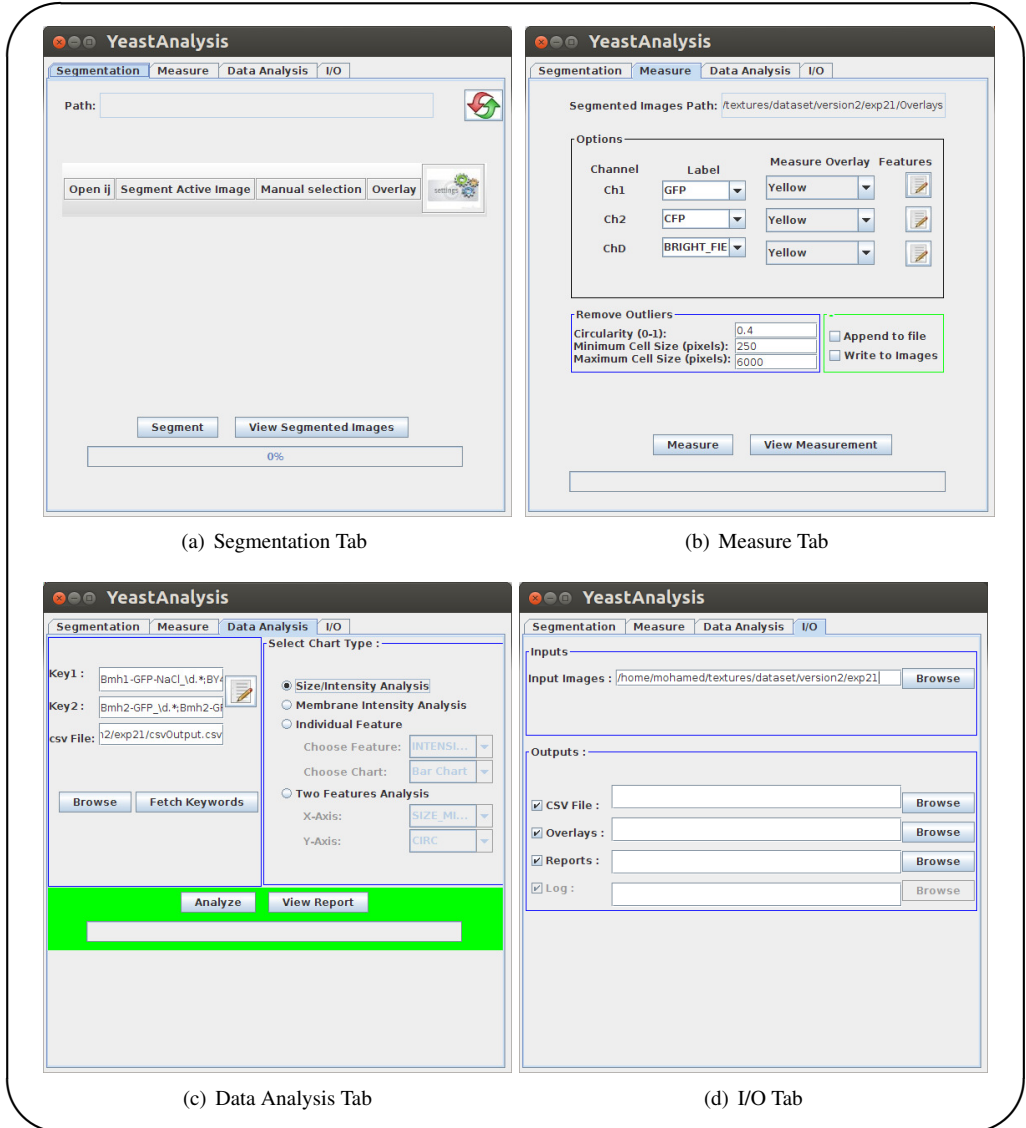 YeastAnalysis
Segmentation Measure Data Analysis I/O
Path:
Open ij Segment Active Image Manual selection Overlay settings
Segment View Segmented Images
0%
(a) Segmentation Tab
YeastAnalysis
Segmentation Measure Data Analysis I/O
Segmented Images Path: /textures/dataset/version2/exp21/Overlays
Options
Channel Label Measure Overlay Features
Ch1 GFP Yellow
Ch2 CFP Yellow
ChD BRIGHT_FIE Yellow
Remove Outliers
Circularity (0-1): 0.4
Minimum Cell Size (pixels): 250
Maximum Cell Size (pixels): 6000
Append to file
Write to Images
Measure View Measurement
(b) Measure Tab
YeastAnalysis
Segmentation Measure Data Analysis I/O
Key1 : Bmh1-GFP-NaCl_\d.*;BY4
Key2 : Bmh2-GFP_\d.*;Bmh2-GF
csv File: 12/exp21/csvOutput.csv
Browse Fetch Keywords
Select Chart Type :
Size/Intensity Analysis
Membrane Intensity Analysis
Individual Feature
Choose Feature: INTENSI...
Choose Chart: Bar Chart
Two Features Analysis
X-Axis: SIZE_MI...
Y-Axis: CIRC
Analyze View Report
(c) Data Analysis Tab
YeastAnalysis
Segmentation Measure Data Analysis I/O
Inputs
Input Images : /home/mohamed/textures/dataset/version2/exp21 Browse
Outputs :
CSV File : Browse
Overlays : Browse
Reports : Browse
Log : Browse
(d) I/O Tab